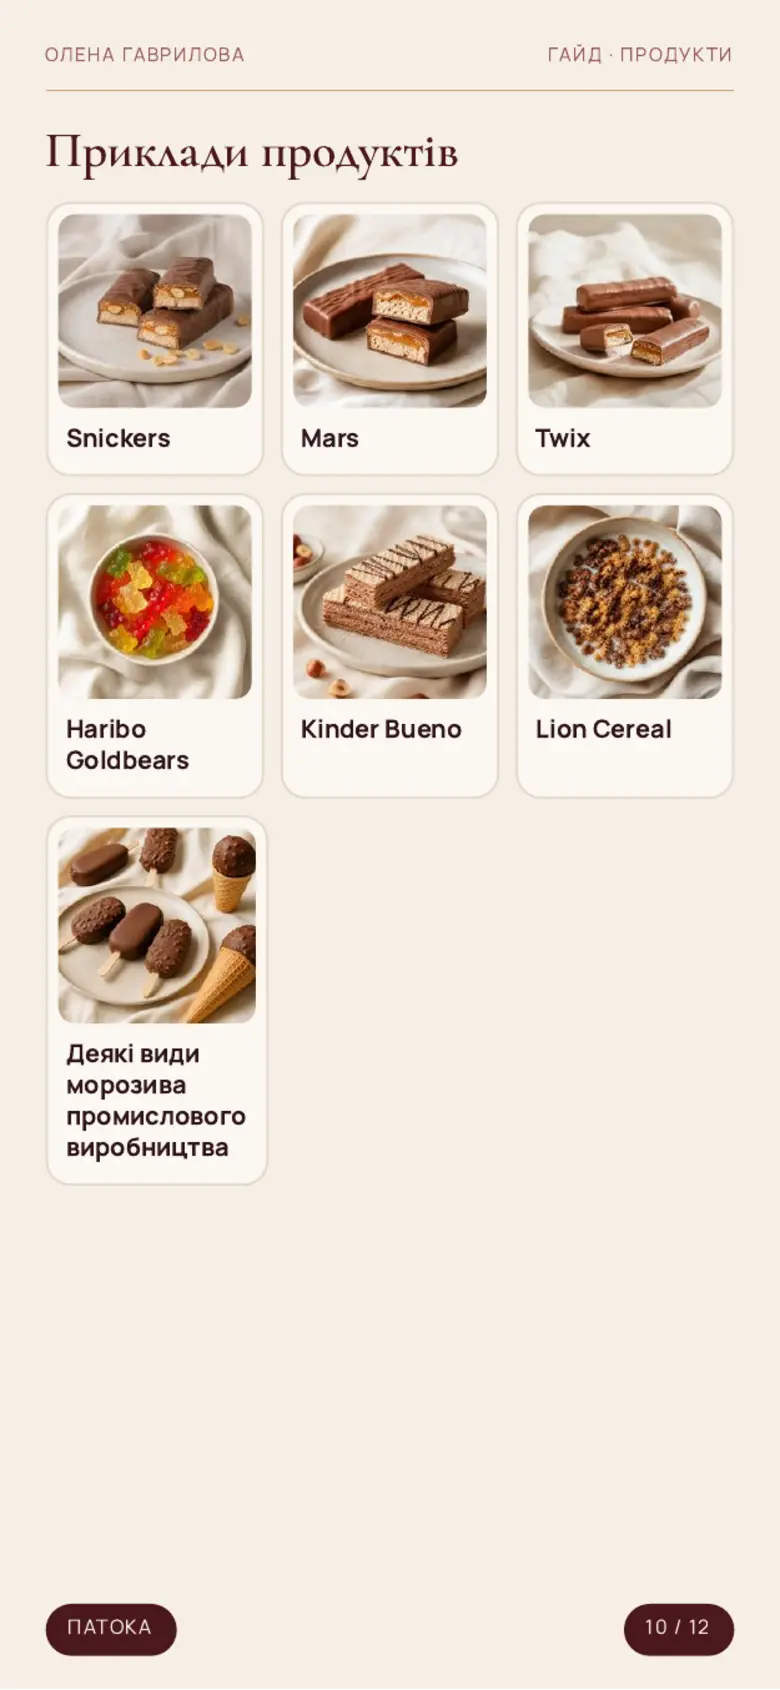 ОЛЕНА ГАВРИЛОВА
ГАЙД · ПРОДУКТИ
Приклади продуктів
Snickers
Mars
Twix
Haribo
Goldbears
Kinder Bueno
Lion Cereal
Деякі види
морозива
промислового
виробництва
ПАТОКА
10 / 12